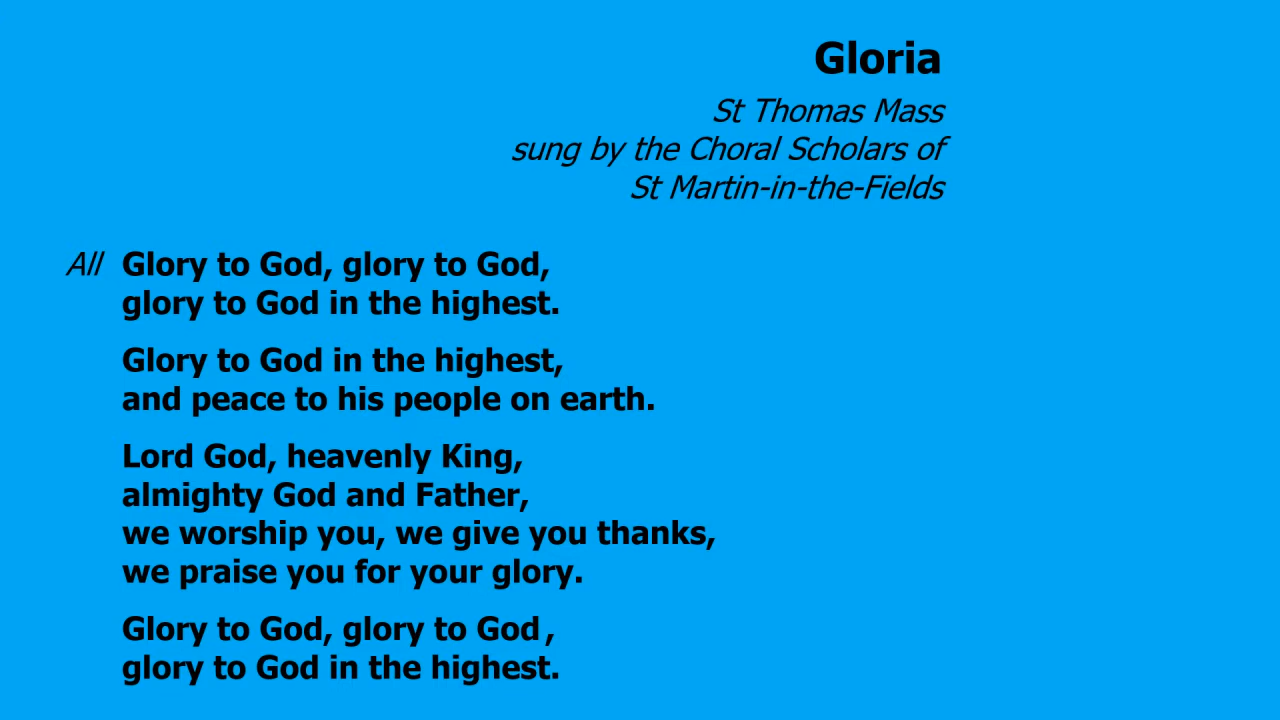 Gloria
St Thomas Mass
sung by the Choral Scholars of
St Martin-in-the-Fields
All Glory to God, glory to God,
glory to God in the highest.
Glory to God in the highest,
and peace to his people on earth.
Lord God, heavenly King,
almighty God and Father,
we worship you, we give you thanks,
we praise you for your glory.
Glory to God, glory to God ,
glory to God in the highest.